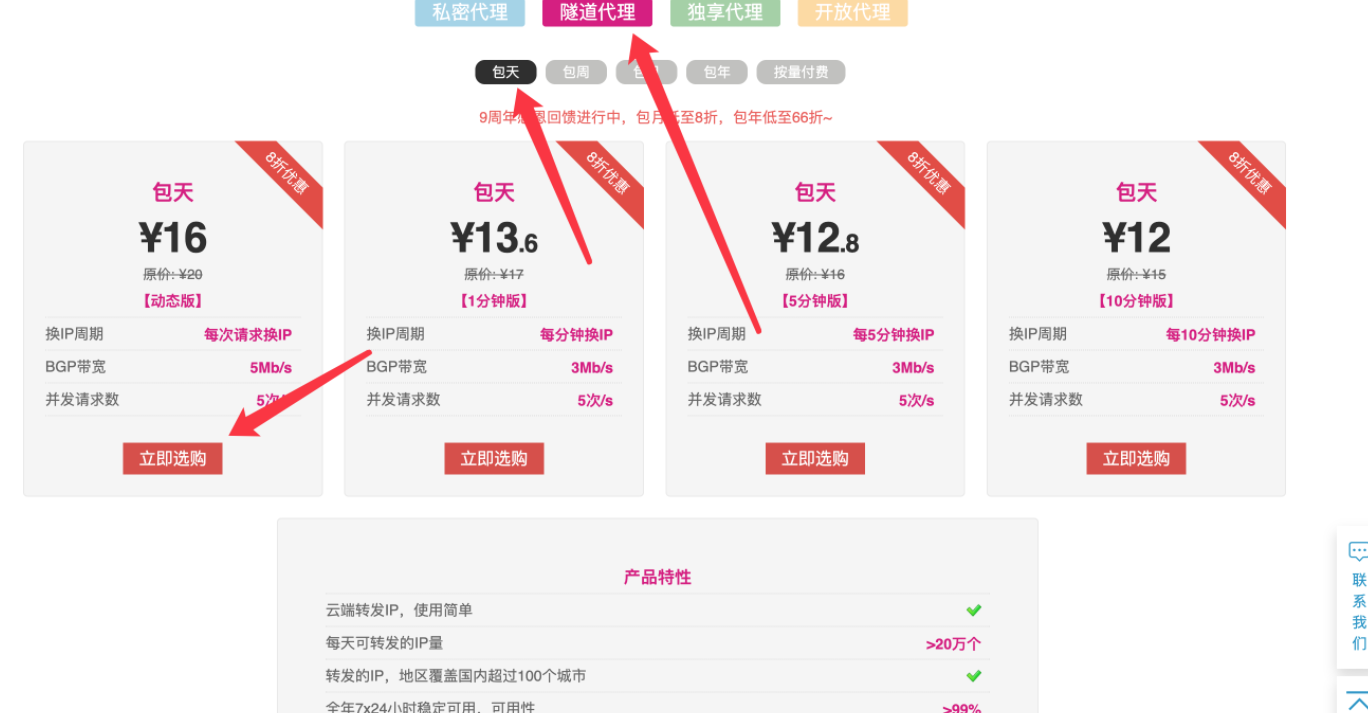 私密代理 隧道代理 独享代理 开放代理
包天 包周 包 包年 按量付费
9周年 恩回馈进行中，包月 至8折，包年低至66折~
8折优惠 8折优惠 8折优惠 8折优惠
包天 包天 包天 包天
¥16 ¥13.6 ¥12.8 ¥12
原价: ¥20 原价: ¥17 原价: ¥16 原价: ¥15
【动态版】 【1分钟版】 【5分钟版】 【10分钟版】
换IP周期 每次请求换IP 换IP周期 每分钟换IP 换IP周期 每5分钟换IP 换IP周期 每10分钟换IP
BGP带宽 5Mb/s BGP带宽 3Mb/s BGP带宽 3Mb/s BGP带宽 3Mb/s
并发请求数 5次/ 并发请求数 5次/s 并发请求数 5次/s 并发请求数 5次/s
立即选购 立即选购 立即选购 立即选购
产品特性
云端转发IP，使用简单
每天可转发的IP量 >20万个
转发的IP，地区覆盖国内超过100个城市
全年7x24小时稳定可用，可用性 >99%
联
系
我
们